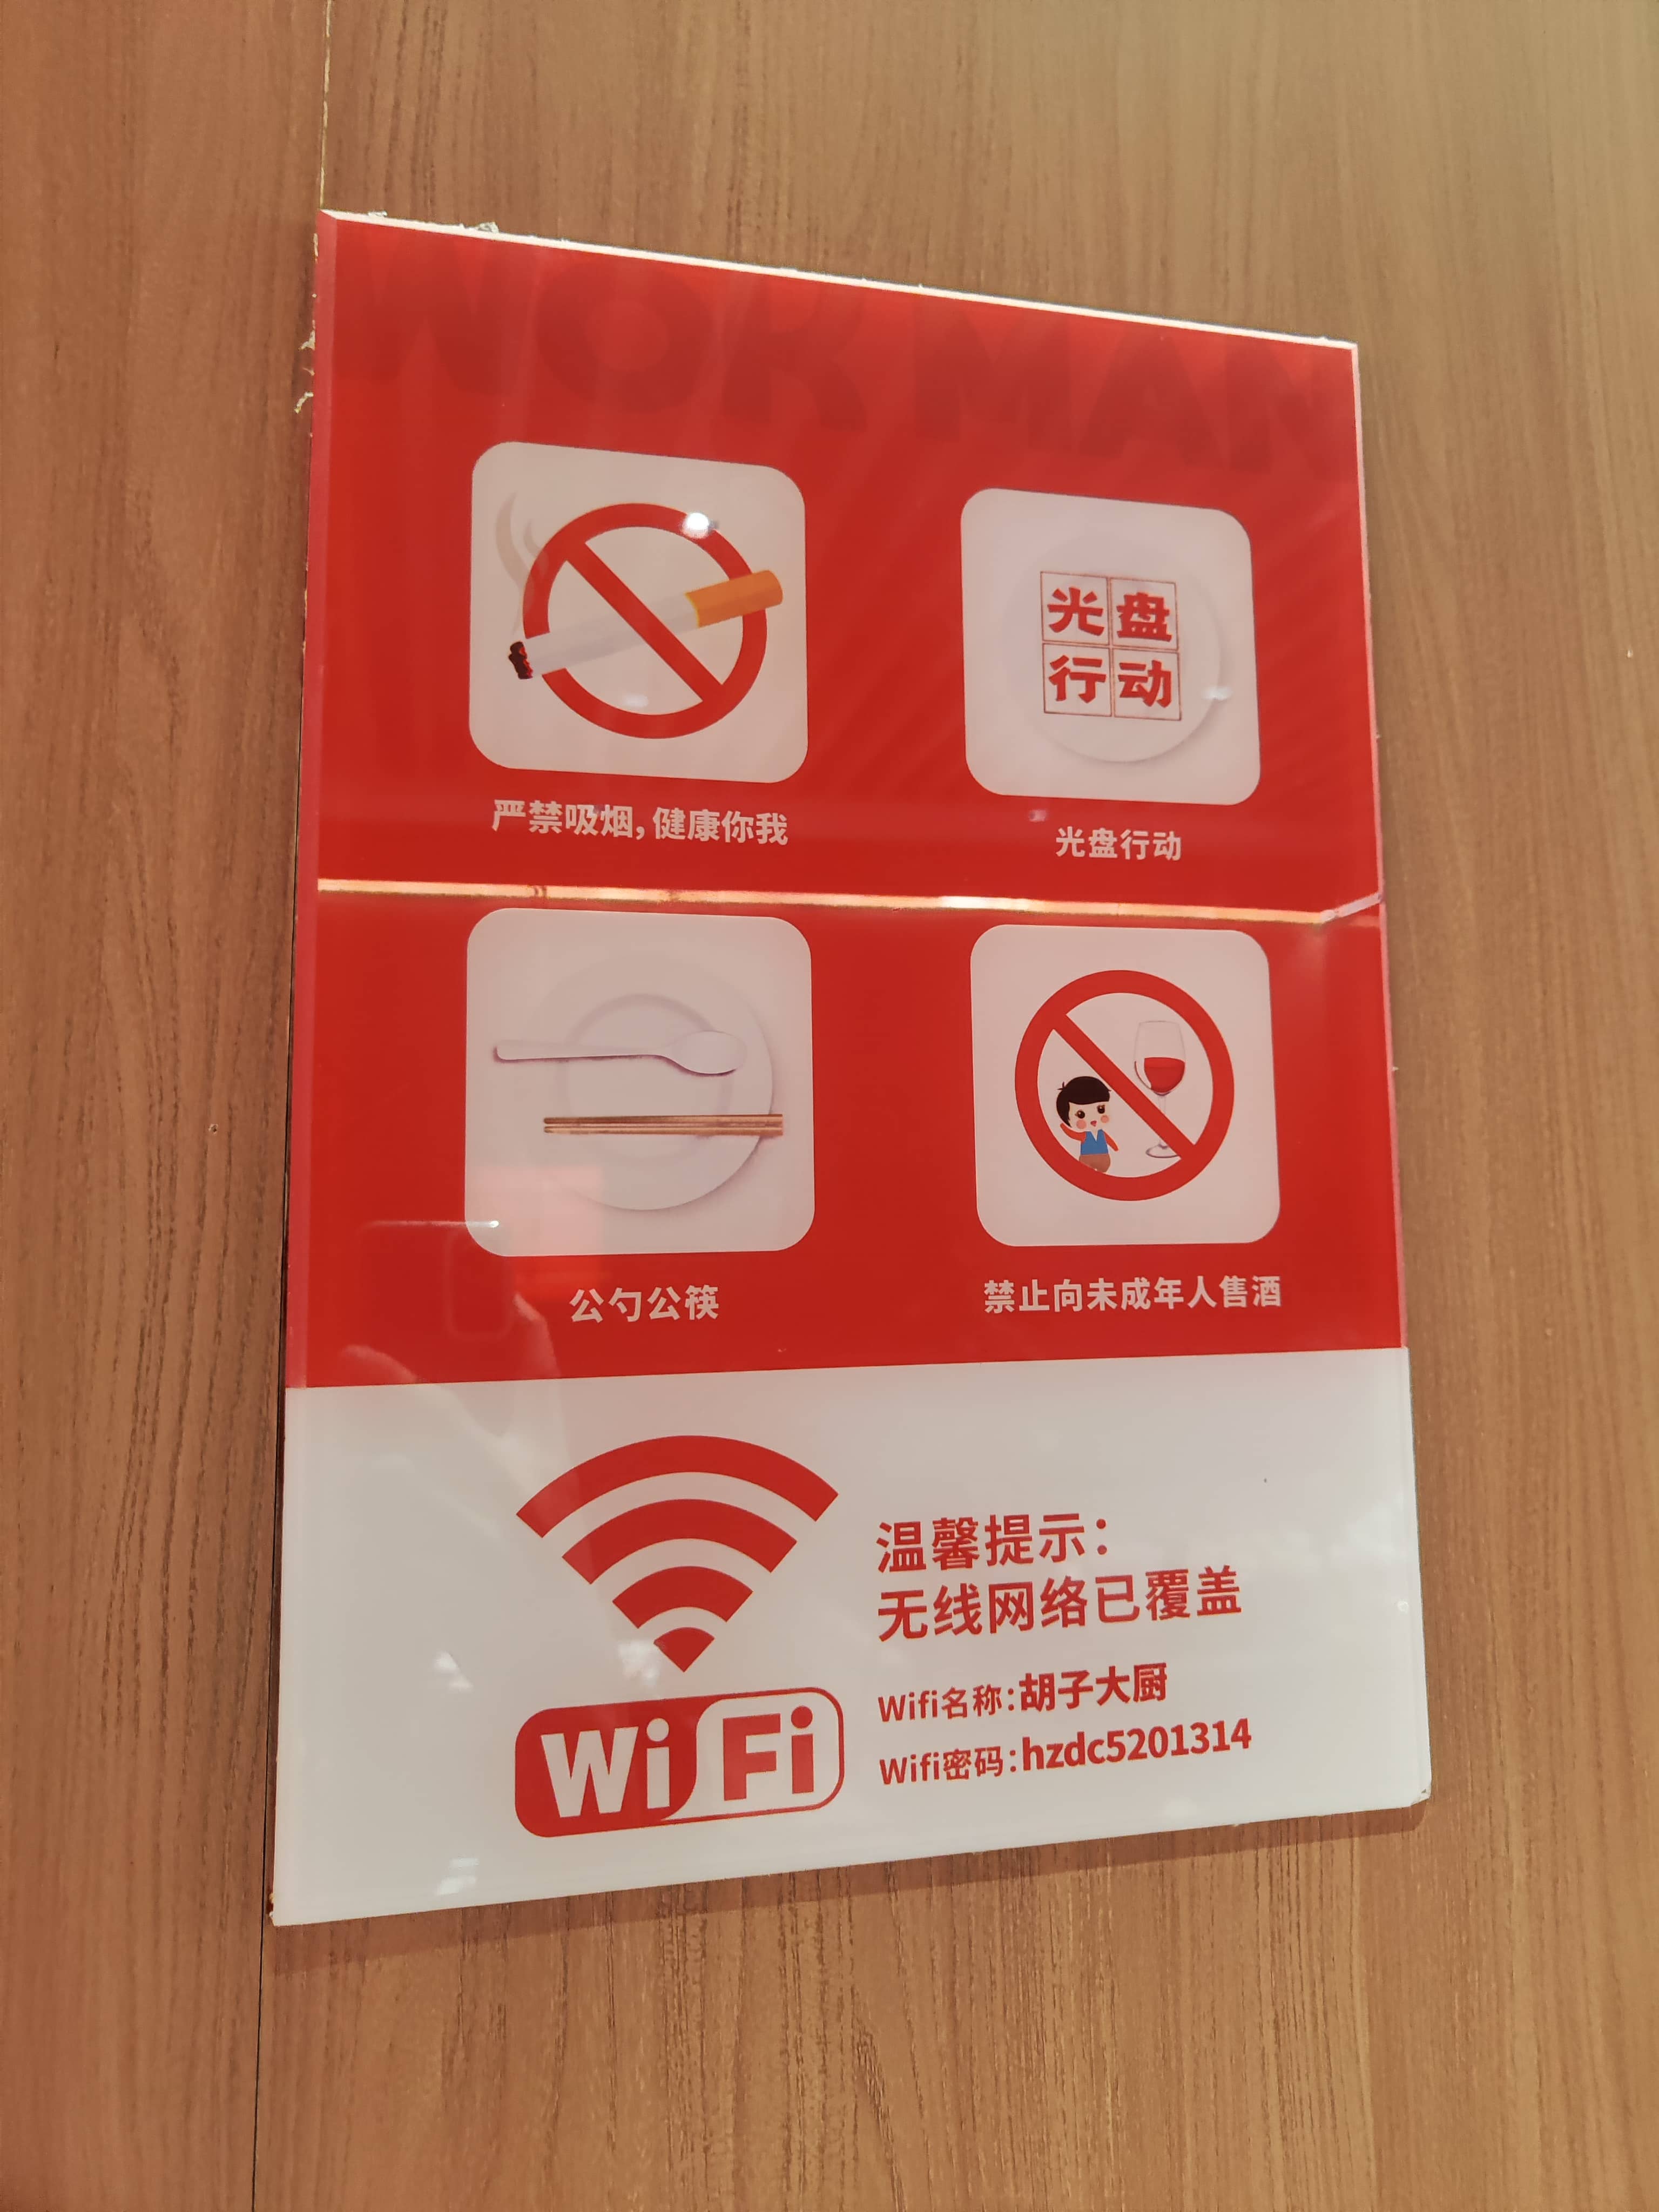 WOK MAN
光盘
行动
严禁吸烟，健康你我
光盘行动
公勺公筷
禁止向未成年人售酒
温馨提示：
无线网络已覆盖
Wifi名称：胡子大厨
Wifi密码：hzdc5201314
WiFi